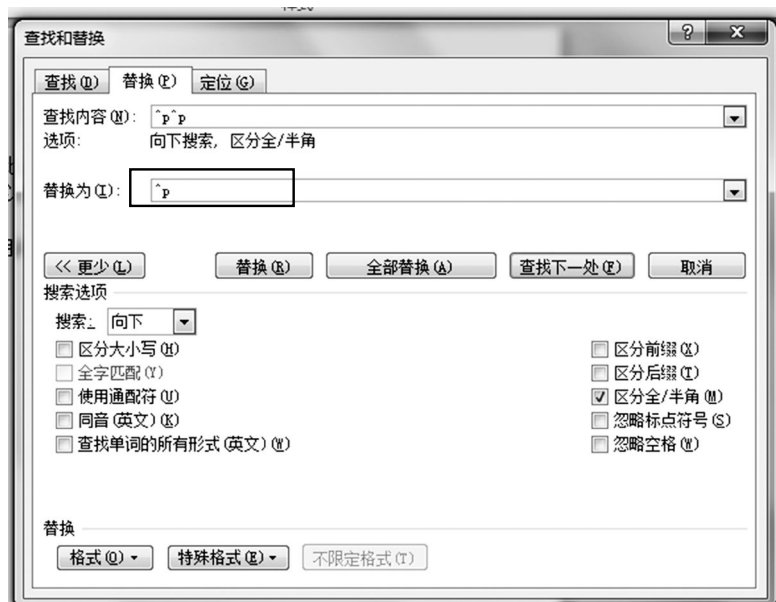 查找和替换
查找(D) 替换(P) 定位(G)
查找内容(N): ^p^p
选项: 向下搜索, 区分全/半角
替换为(I): ^p
<< 更少(L) 替换(R) 全部替换(A) 查找下一处(F) 取消
搜索选项
搜索: 向下
区分大小写(H) 区分前缀(X)
全字匹配(Y) 区分后缀(T)
使用通配符(U) 区分全/半角(M)
同音(英文)(K) 忽略标点符号(S)
查找单词的所有形式(英文)(W) 忽略空格(W)
替换
格式(O) 特殊格式(E) 不限定格式(T)